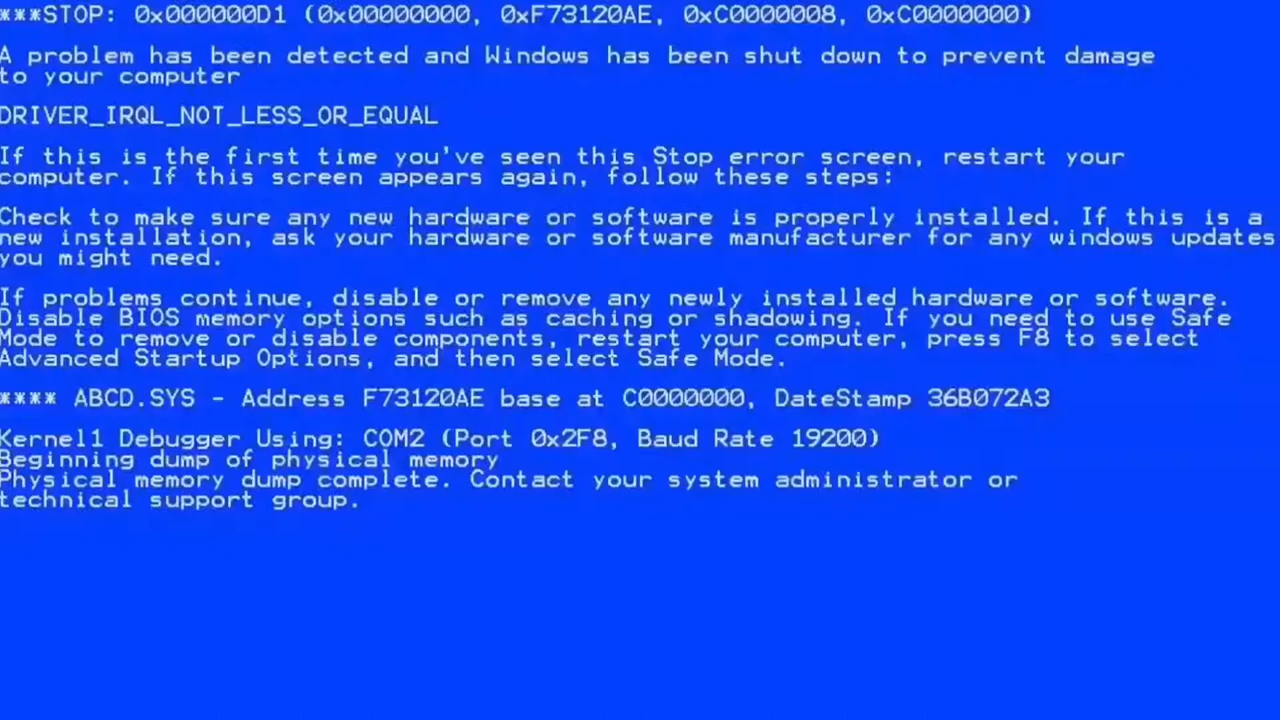 ***STOP: 0x000000D1 (0x00000000, 0xF73120AE, 0xC0000008, 0xC0000000)
A problem has been detected and Windows has been shut down to prevent damage
to your computer
DRIVER_IRQL_NOT_LESS_OR_EQUAL
If this is the first time you've seen this Stop error screen, restart your
computer. If this screen appears again, follow these steps:
Check to make sure any new hardware or software is properly installed. If this is a
new installation, ask your hardware or software manufacturer for any windows updates
you might need.
If problems continue, disable or remove any newly installed hardware or software.
Disable BIOS memory options such as caching or shadowing. If you need to use Safe
Mode to remove or disable components, restart your computer, press F8 to select
Advanced Startup Options, and then select Safe Mode.
**** ABCD.SYS - Address F73120AE base at C0000000, DateStamp 36B072A3
Kernel1 Debugger Using: COM2 (Port 0x2F8, Baud Rate 19200)
Beginning dump of physical memory
Physical memory dump complete. Contact your system administrator or
technical support group.